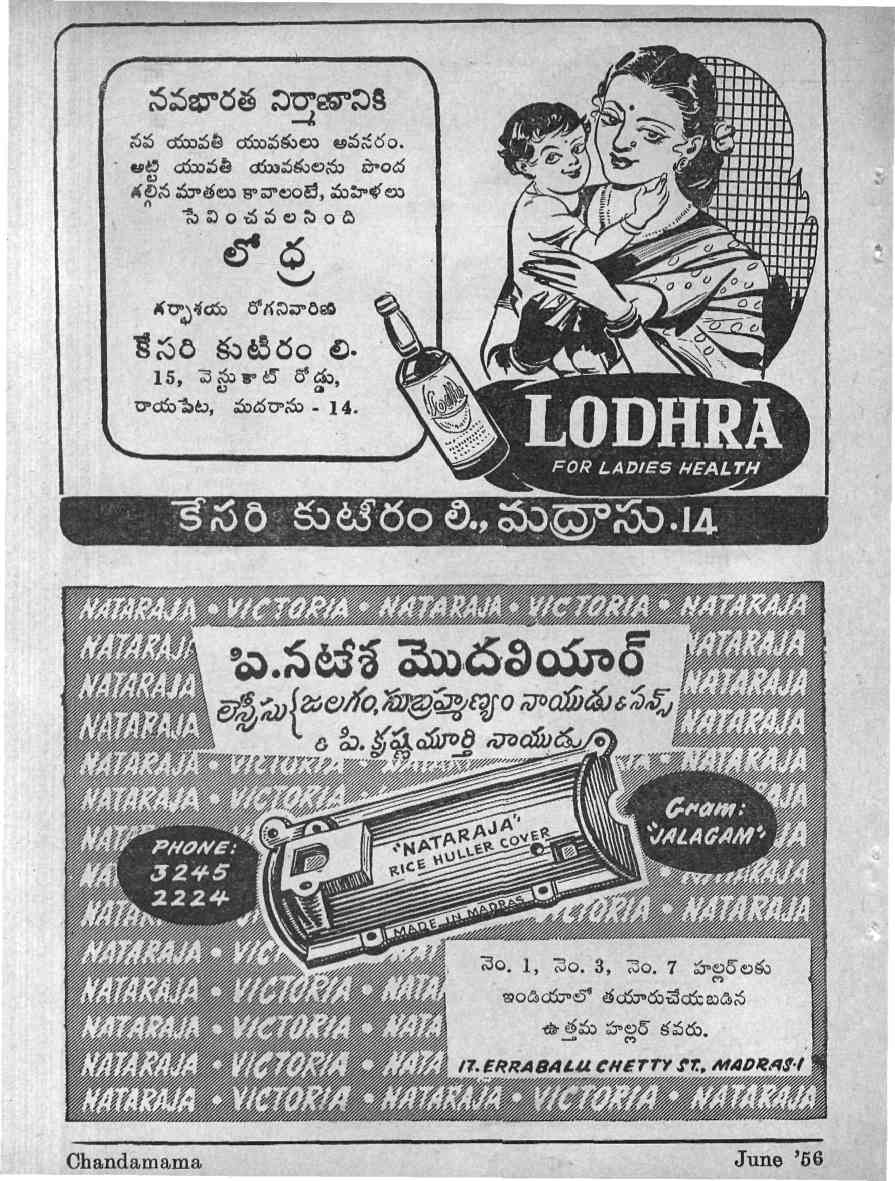 నవభారత నిర్మాణానికి
నవ యువతీ యువకులు అవసరం.
అట్టి యువతీ యువకులను పొంద
గల్గిన మాతలు కావాలంటే, మహిళలు
సేవించవలసింది
లోధ్ర
గర్భాశయ రోగనివారిణి
కేసరి కుటీరం లి.
15, వెస్టుకాట్ రోడ్డు,
రాయపేట, మదరాసు - 14.
LODHRA
FOR LADIES HEALTH
కేసరి కుటీరం లి., మద్రాసు.14
NATARAJA • VICTORIA • NATARAJA • VICTORIA • NATARAJA
పి.నటేశ మొదలియార్
లెస్సీసు{జలగం, సుబ్రహ్మణ్యం నాయుడు & సన్స్
& పి. కృష్ణమూర్తి నాయుడు
PHONE:
3245
2224
"NATARAJA"
RICE HULLER COVER
MADE IN MADRAS
Gram:
"JALAGAM"
నెం. 1, నెం. 3, నెం. 7 హల్లర్‌లకు
ఇండియాలో తయారుచేయబడిన
ఉత్తమ హల్లర్ కవరు.
17. ERRABALU CHETTY ST., MADRAS-1
NATARAJA • VICTORIA • NATARAJA • VICTORIA • NATARAJA
Chandamama
June '56